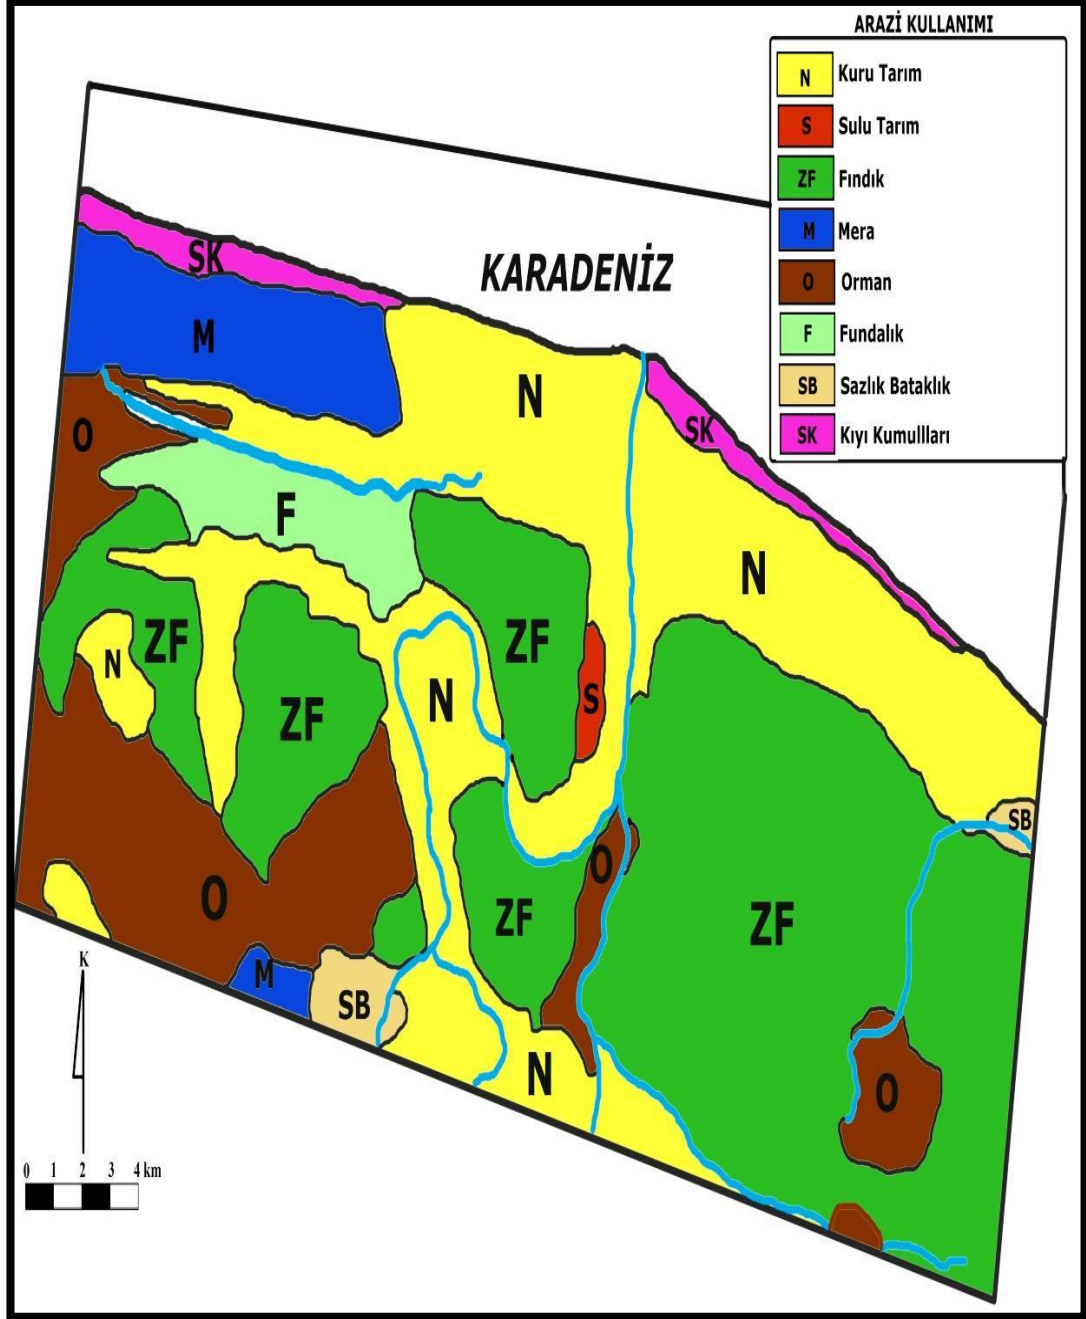 ARAZİ KULLANIMI
N Kuru Tarım
S Sulu Tarım
ZF Fındık
M Mera
O Orman
F Fundalık
SB Sazlık Bataklık
SK Kıyı Kumullları
KARADENİZ
SK
M
N
SK
O
F
N
ZF
ZF
N
S
N
ZF
SB
O
O
ZF
ZF
M
SB
N
O
K
0 1 2 3 4 km